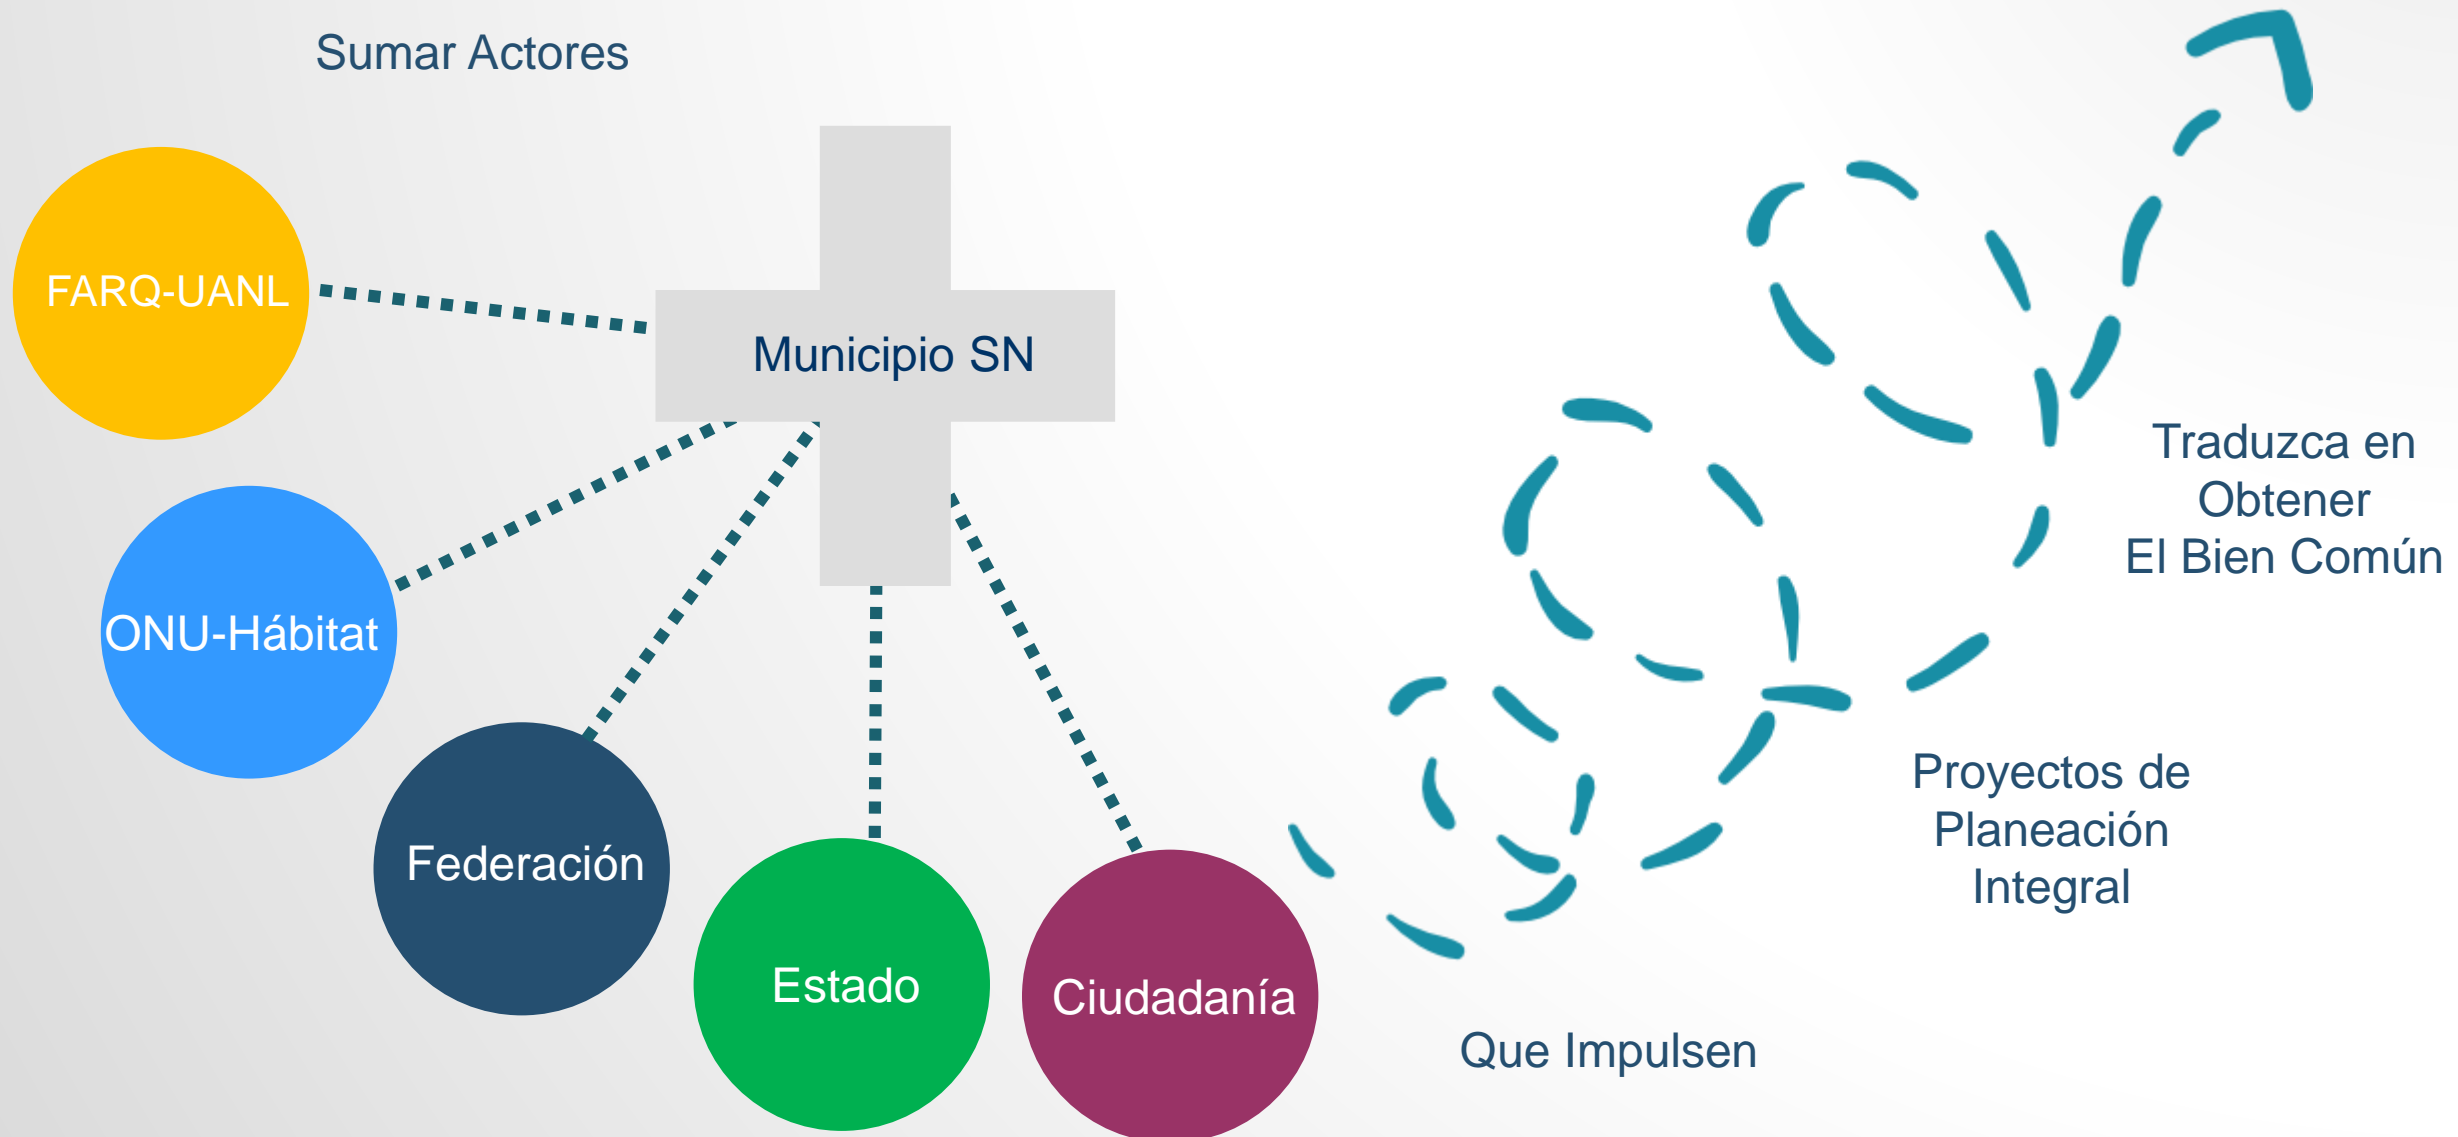 Sumar Actores
FARQ-UANL
Municipio SN
ONU-Hábitat
Federación
Estado
Ciudadanía
Que Impulsen
Proyectos de
Planeación
Integral
Traduzca en
Obtener
El Bien Común